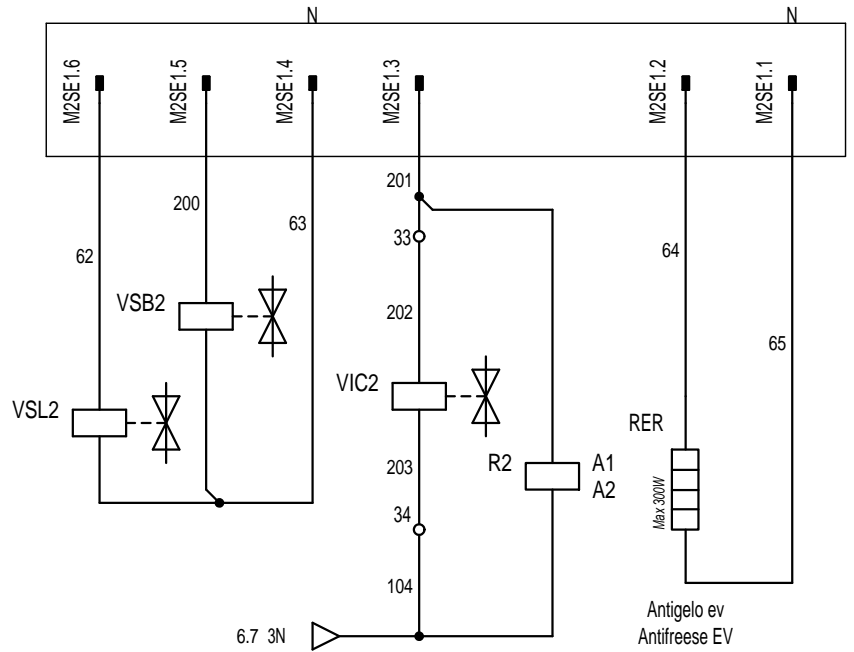 N N
M2SE1.6 M2SE1.5 M2SE1.4 M2SE1.3 M2SE1.2 M2SE1.1
201
200 63
33
62 64
VSB2 202
65
VSL2 VIC2
RER
R2 A1
203 A2
Max 300W
34
104
Antigelo ev
6.7 3N Antifreese EV